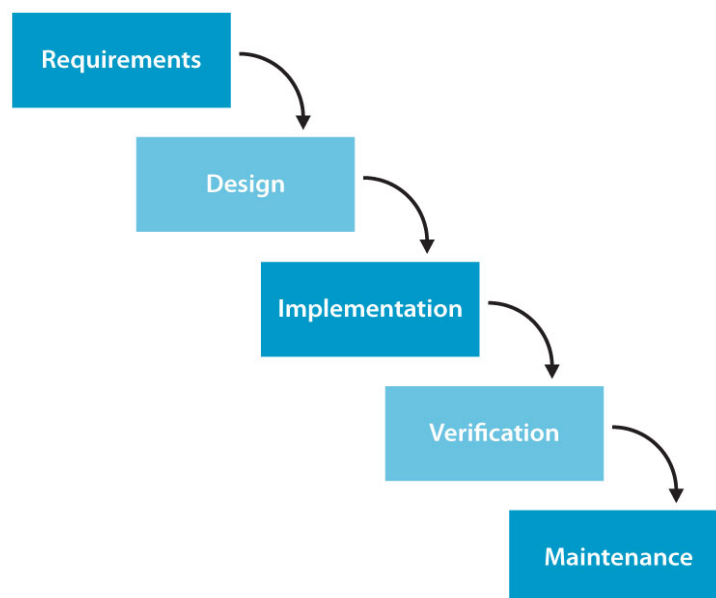 Requirements
Design
Implementation
Verification
Maintenance